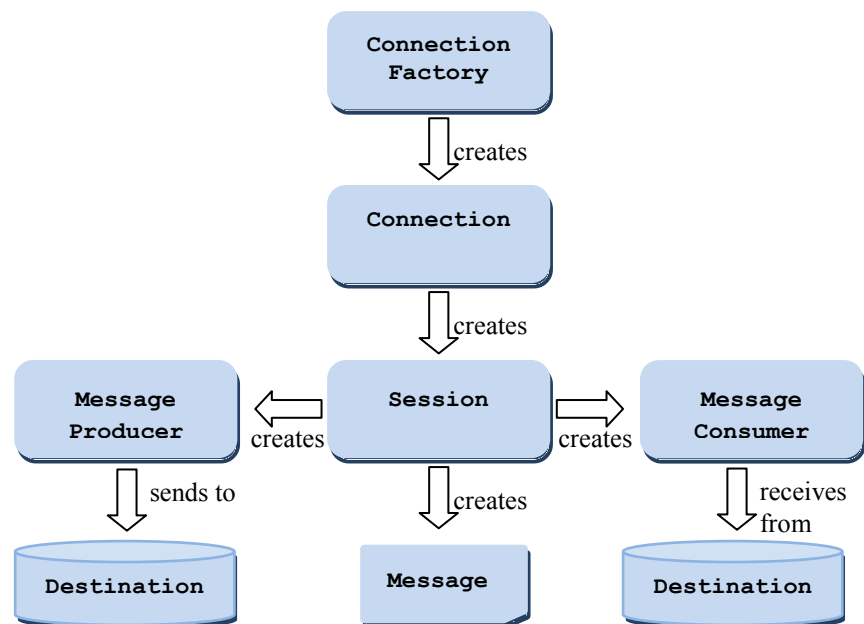 Connection
Factory
creates
Connection
creates
Message
Producer
creates
Session
creates
Message
Consumer
sends to
creates
receives
from
Destination
Message
Destination